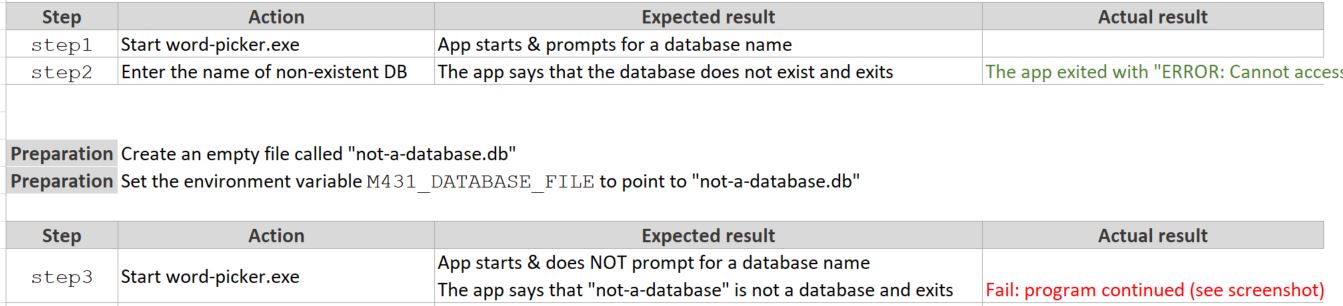 Step Action Expected result Actual result
step1 Start word-picker.exe App starts & prompts for a database name
step2 Enter the name of non-existent DB The app says that the database does not exist and exits The app exited with "ERROR: Cannot access
Preparation Create an empty file called "not-a-database.db"
Preparation Set the environment variable M431_DATABASE_FILE to point to "not-a-database.db"
Step Action Expected result Actual result
App starts & does NOT prompt for a database name
step3 Start word-picker.exe
The app says that "not-a-database" is not a database and exits Fail: program continued (see screenshot)